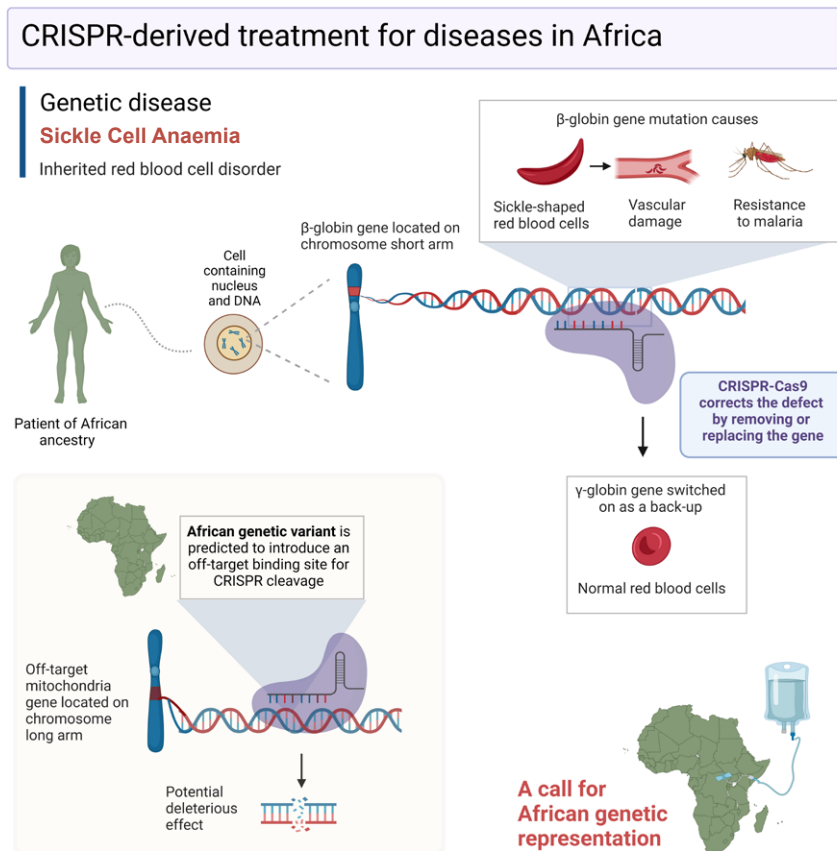 CRISPR-derived treatment for diseases in Africa
Genetic disease
Sickle Cell Anaemia
Inherited red blood cell disorder
β-globin gene mutation causes
Sickle-shaped
red blood cells
Vascular
damage
Resistance
to malaria
β-globin gene located on
chromosome short arm
Cell
containing
nucleus
and DNA
Patient of African
ancestry
CRISPR-Cas9
corrects the defect
by removing or
replacing the gene
γ-globin gene switched
on as a back-up
Normal red blood cells
African genetic variant is
predicted to introduce an
off-target binding site for
CRISPR cleavage
Off-target
mitochondria
gene located on
chromosome
long arm
Potential
deleterious
effect
A call for
African genetic
representation